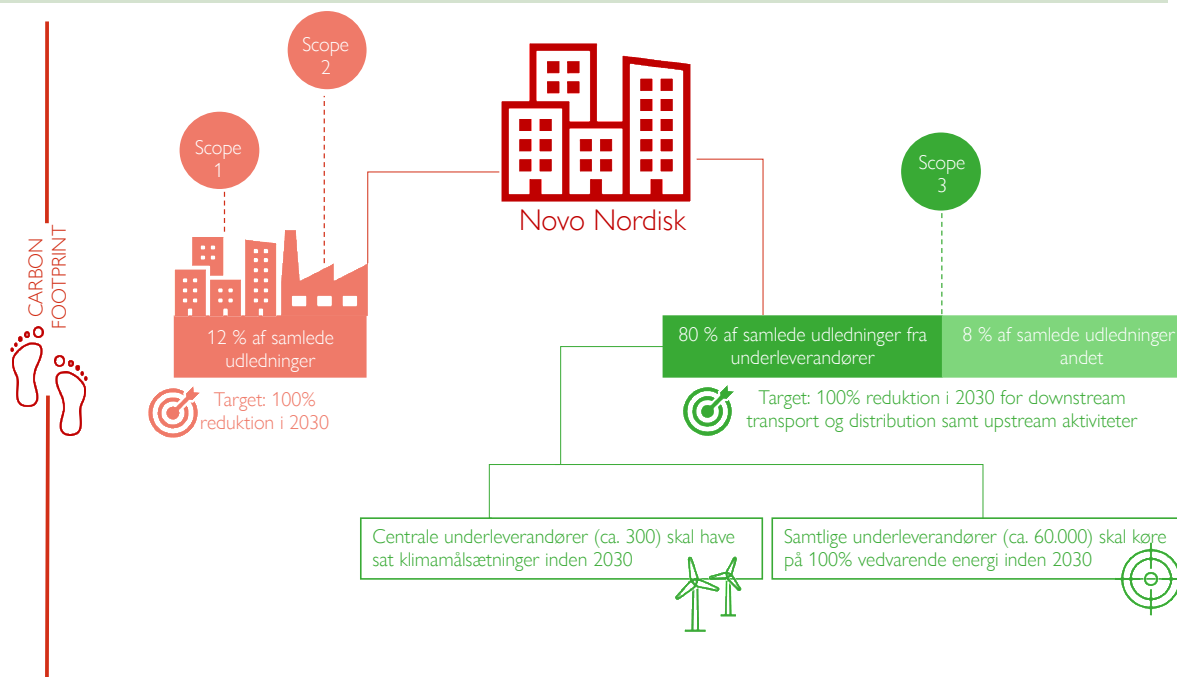 Scope
2
Scope
1
Scope
3
Novo Nordisk
CARBON
FOOTPRINT
12 % af samlede
udledninger
80 % af samlede udledninger fra
underleverandører
8 % af samlede udledninger
andet
Target: 100%
reduktion i 2030
Target: 100% reduktion i 2030 for downstream
transport og distribution samt upstream aktiviteter
Centrale underleverandører (ca. 300) skal have
sat klimamålsætninger inden 2030
Samtlige underleverandører (ca. 60.000) skal køre
på 100% vedvarende energi inden 2030